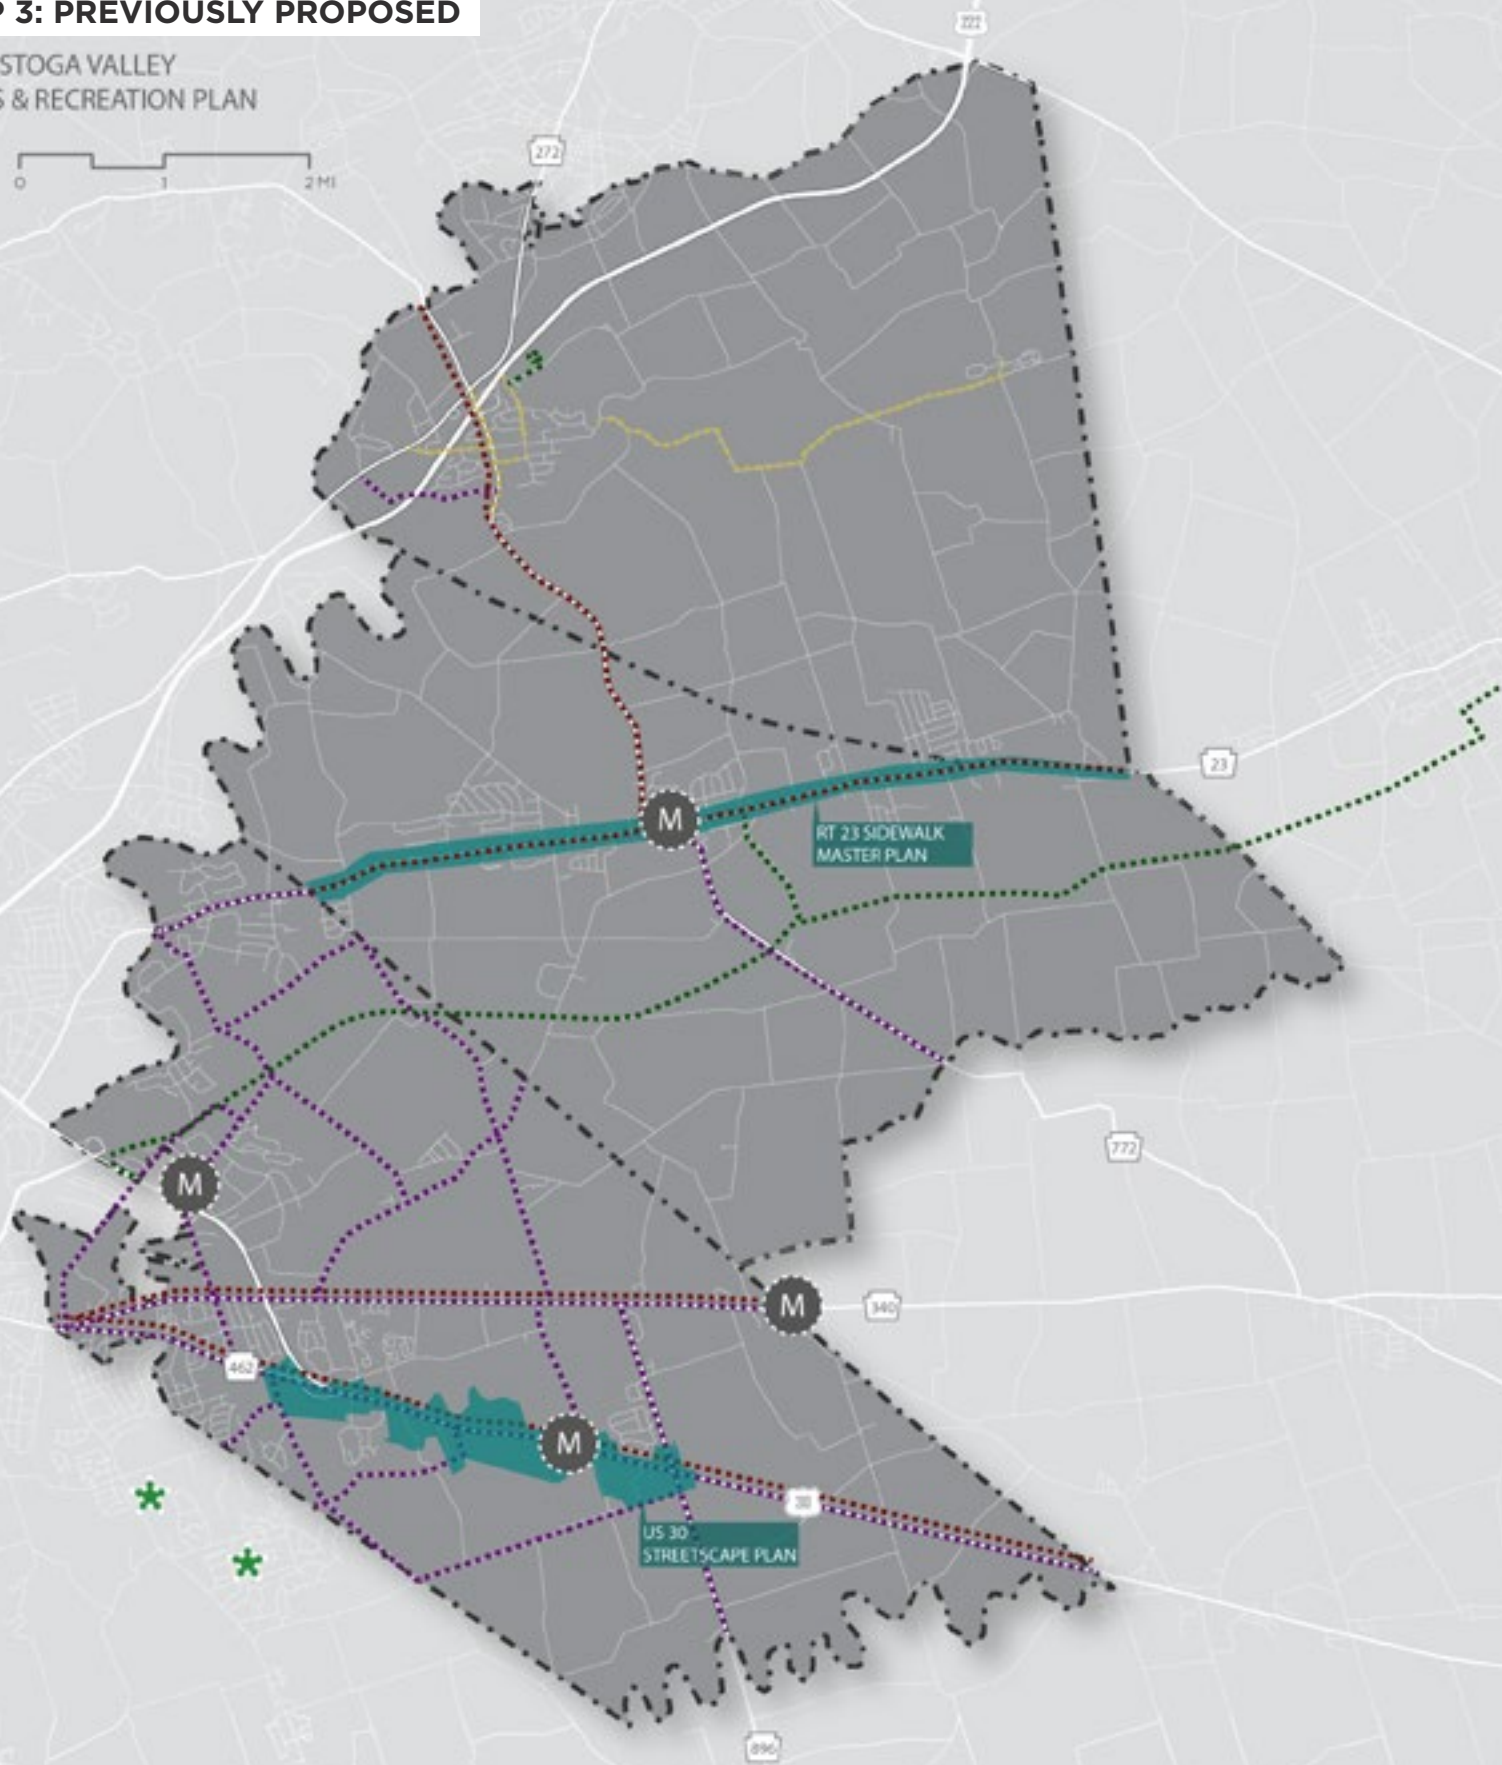 P 3: PREVIOUSLY PROPOSED
STOGA VALLEY
S & RECREATION PLAN
0 1 2 MI
222
272
23
M
RT 23 SIDEWALK
MASTER PLAN
772
M
M
340
462
M
30
US 30
STREETSCAPE PLAN
896